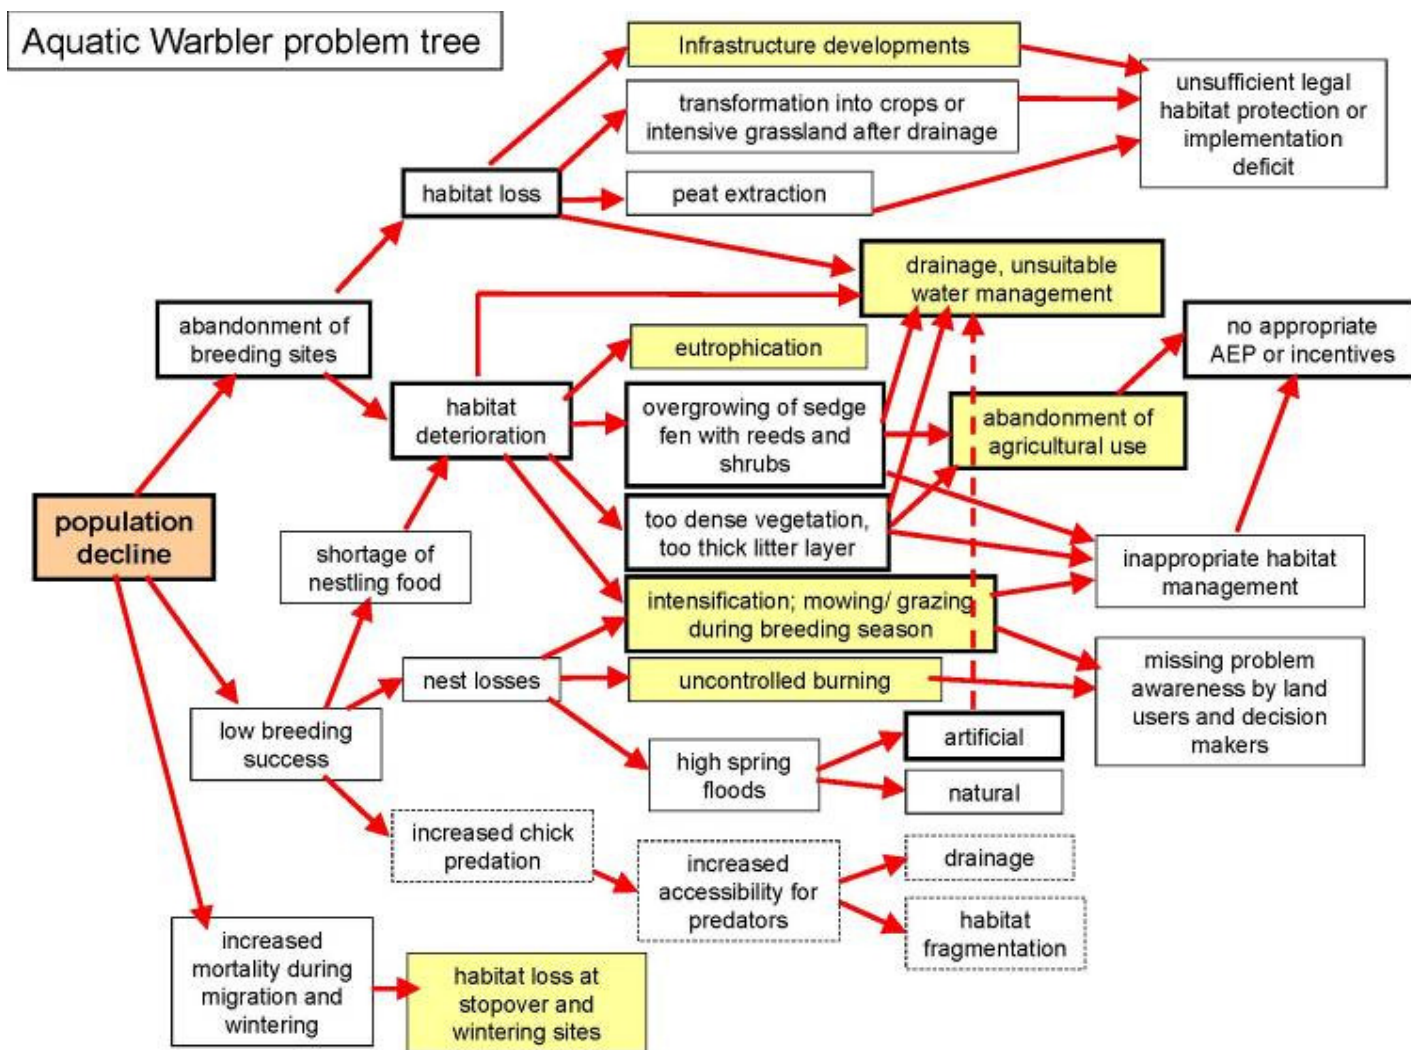 Aquatic Warbler problem tree
Infrastructure developments
transformation into crops or
intensive grassland after drainage
unsufficient legal
habitat protection or
implementation
deficit
habitat loss
peat extraction
drainage, unsuitable
water management
abandonment of
breeding sites
eutrophication
no appropriate
AEP or incentives
habitat
deterioration
overgrowing of sedge
fen with reeds and
shrubs
abandonment of
agricultural use
population
decline
shortage of
nestling food
too dense vegetation,
too thick litter layer
inappropriate habitat
management
intensification; mowing/ grazing
during breeding season
nest losses
uncontrolled burning
missing problem
awareness by land
users and decision
makers
low breeding
success
high spring
floods
artificial
natural
increased chick
predation
increased
accessibility for
predators
drainage
habitat
fragmentation
increased
mortality during
migration and
wintering
habitat loss at
stopover and
wintering sites